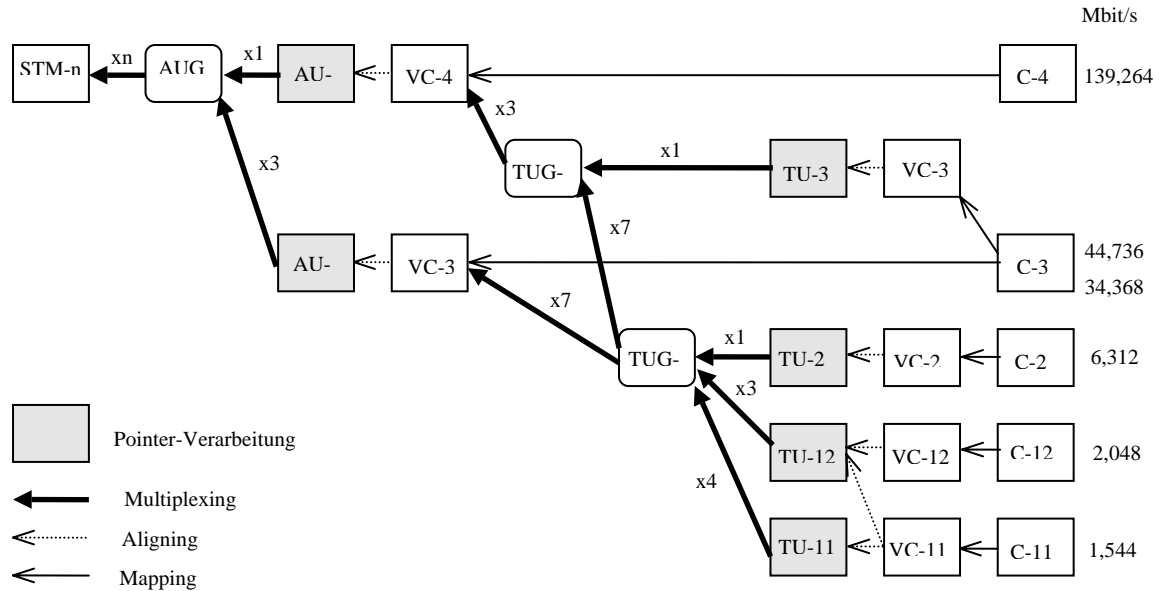 Mbit/s
xn
x1
STM-n
AUG
AU-
VC-4
C-4
139,264
x3
x3
x1
TUG-
TU-3
VC-3
x7
AU-
VC-3
C-3
44,736
34,368
x7
x1
TUG-
TU-2
VC-2
C-2
6,312
x3
Pointer-Verarbeitung
TU-12
VC-12
C-12
2,048
x4
Multiplexing
Aligning
TU-11
VC-11
C-11
1,544
Mapping